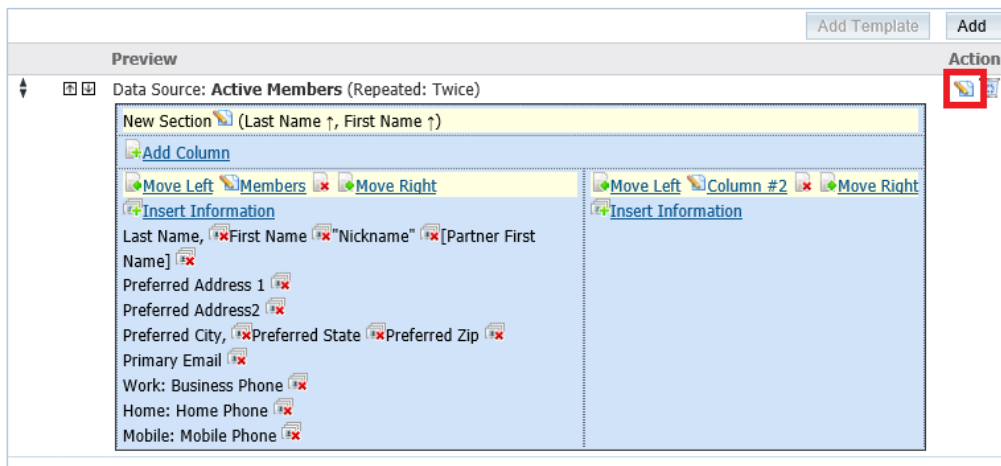 Add Template Add
Preview Action
Data Source: Active Members (Repeated: Twice)
New Section (Last Name ↑, First Name ↑)
Add Column
Move Left Members Move Right
Insert Information
Last Name, First Name "Nickname" [Partner First
Name]
Preferred Address 1
Preferred Address2
Preferred City, Preferred State Preferred Zip
Primary Email
Work: Business Phone
Home: Home Phone
Mobile: Mobile Phone
Move Left Column #2 Move Right
Insert Information